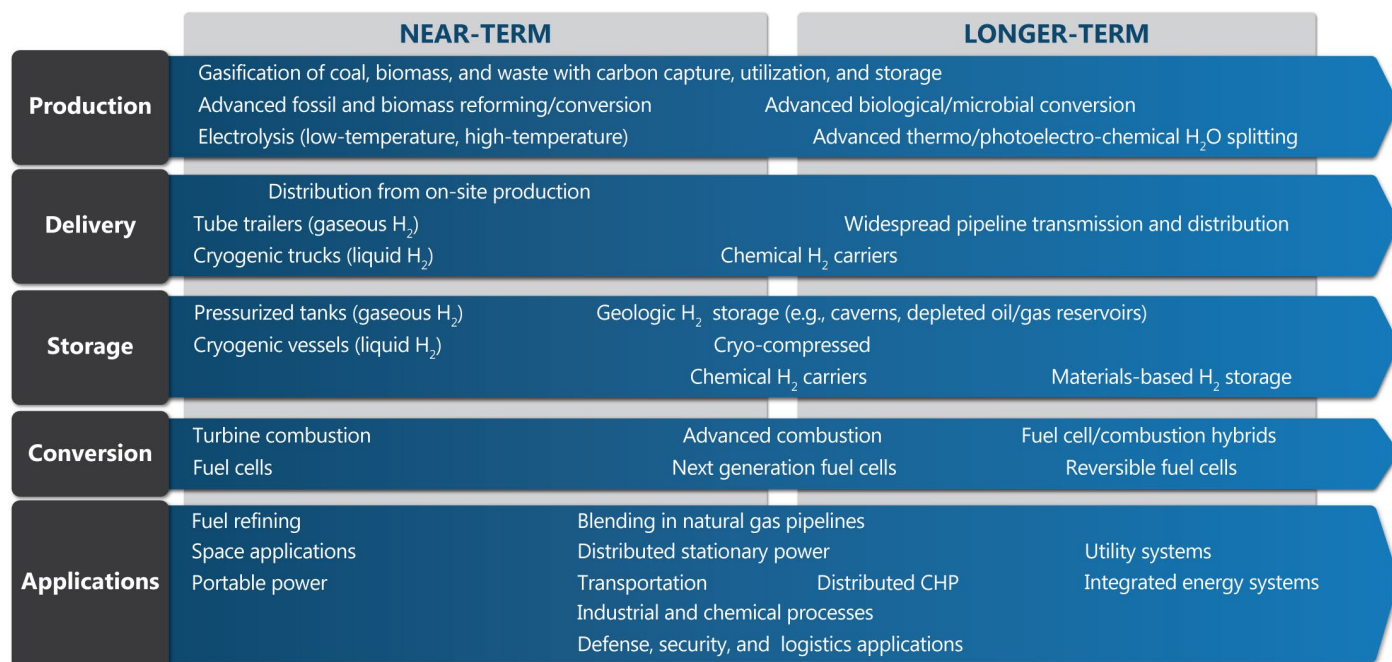 NEAR-TERM LONGER-TERM
Production
Gasification of coal, biomass, and waste with carbon capture, utilization, and storage
Advanced fossil and biomass reforming/conversion Advanced biological/microbial conversion
Electrolysis (low-temperature, high-temperature) Advanced thermo/photoelectro-chemical H₂O splitting
Delivery
Distribution from on-site production
Tube trailers (gaseous H₂) Widespread pipeline transmission and distribution
Cryogenic trucks (liquid H₂) Chemical H₂ carriers
Storage
Pressurized tanks (gaseous H₂) Geologic H₂ storage (e.g., caverns, depleted oil/gas reservoirs)
Cryogenic vessels (liquid H₂) Cryo-compressed
Chemical H₂ carriers Materials-based H₂ storage
Conversion
Turbine combustion Advanced combustion Fuel cell/combustion hybrids
Fuel cells Next generation fuel cells Reversible fuel cells
Applications
Fuel refining Blending in natural gas pipelines
Space applications Distributed stationary power Utility systems
Portable power Transportation Distributed CHP Integrated energy systems
Industrial and chemical processes
Defense, security, and logistics applications